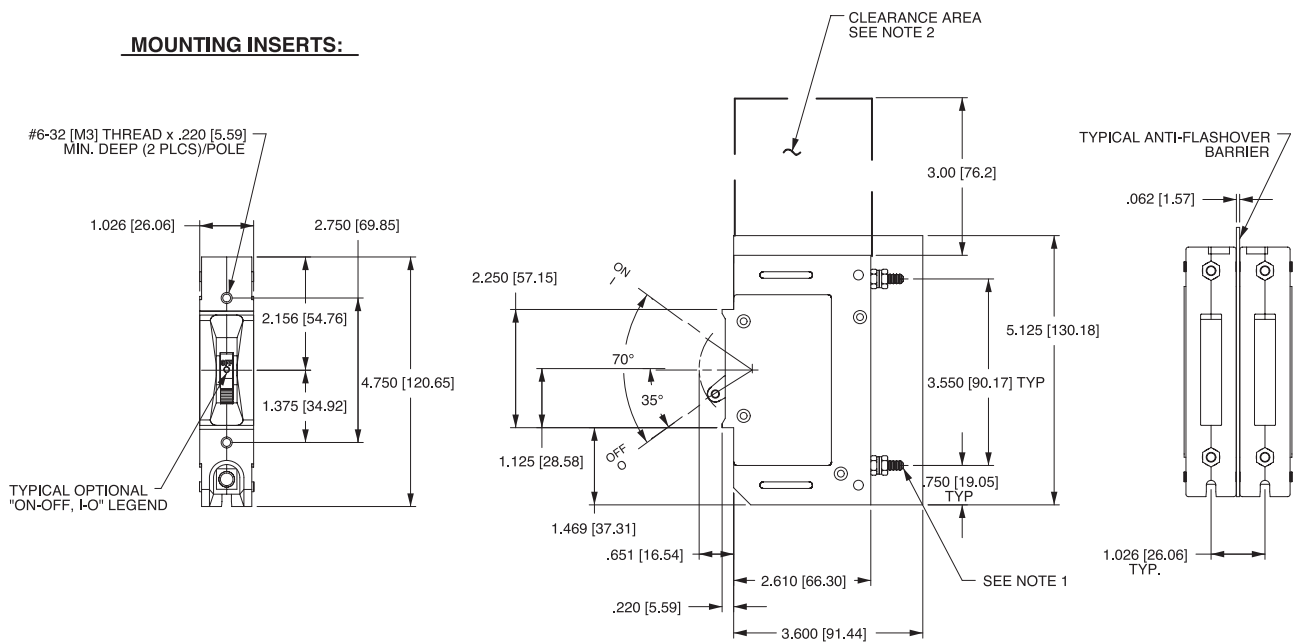 MOUNTING INSERTS:
CLEARANCE AREA
SEE NOTE 2
#6-32 [M3] THREAD x .220 [5.59]
MIN. DEEP (2 PLCS)/POLE
TYPICAL ANTI-FLASHOVER
BARRIER
3.00 [76.2]
.062 [1.57]
1.026 [26.06]
2.750 [69.85]
ON
I
2.250 [57.15]
2.156 [54.76]
5.125 [130.18]
70°
OFF
4.750 [120.65]
3.550 [90.17] TYP
35°
1.375 [34.92]
1.125 [28.58]
OFF
O
.750 [19.05]
TYP
TYPICAL OPTIONAL
"ON-OFF, I-O" LEGEND
1.469 [37.31]
.651 [16.54]
1.026 [26.06]
TYP.
2.610 [66.30]
SEE NOTE 1
.220 [5.59]
3.600 [91.44]